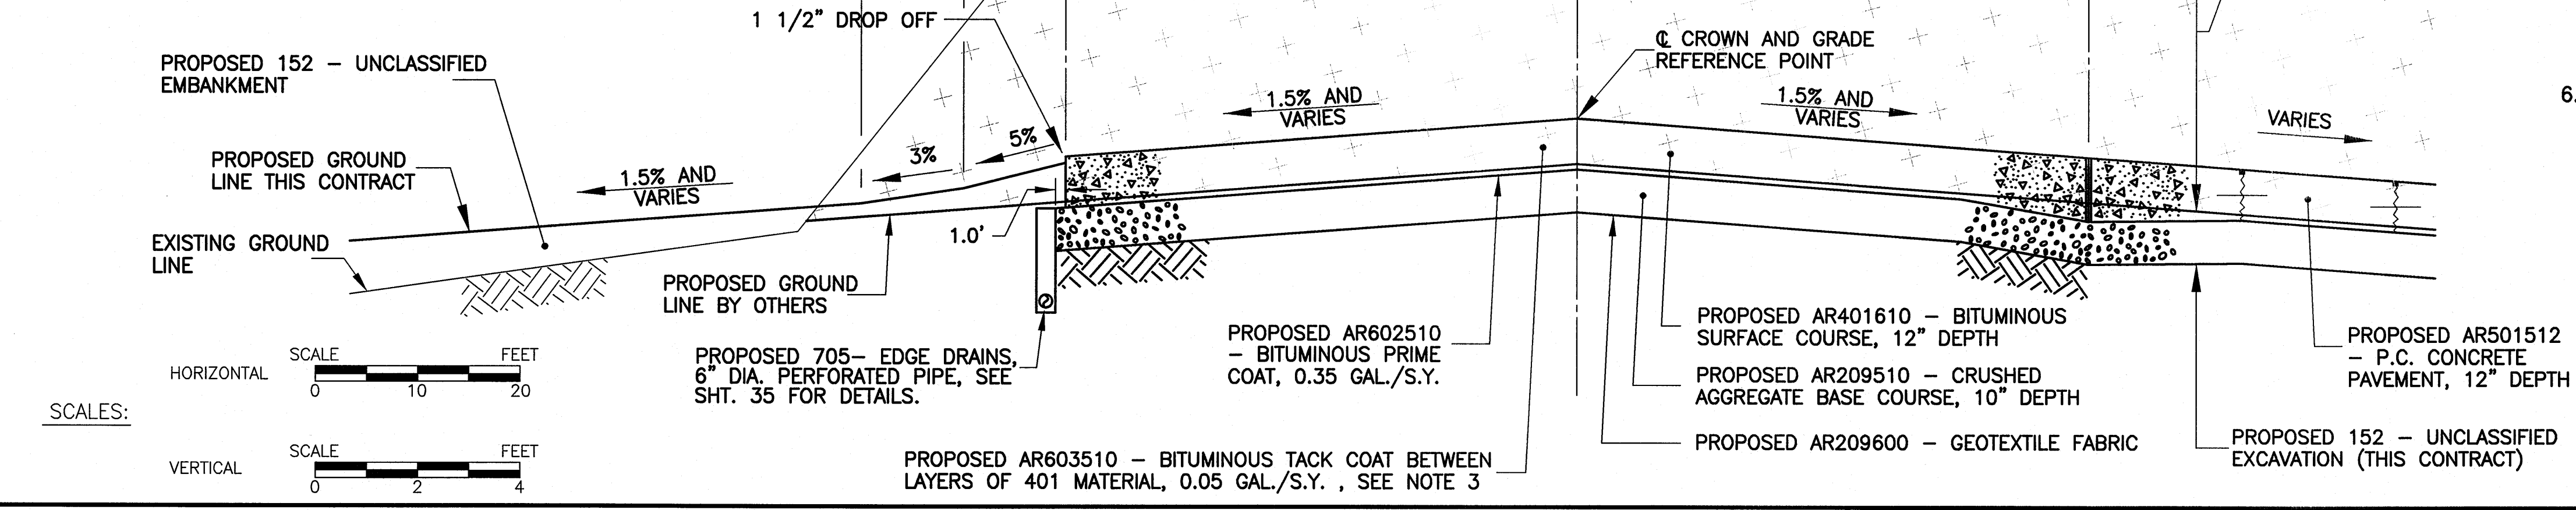 1 1/2" DROP OFF
PROPOSED 152 – UNCLASSIFIED
EMBANKMENT
℄ CROWN AND GRADE
REFERENCE POINT
6.
1.5% AND
VARIES
1.5% AND
VARIES
VARIES
5%
3%
PROPOSED GROUND
LINE THIS CONTRACT
1.5% AND
VARIES
EXISTING GROUND
LINE
1.0'
PROPOSED GROUND
LINE BY OTHERS
PROPOSED 705– EDGE DRAINS,
6" DIA. PERFORATED PIPE, SEE
SHT. 35 FOR DETAILS.
PROPOSED AR602510
– BITUMINOUS PRIME
COAT, 0.35 GAL./S.Y.
PROPOSED AR401610 – BITUMINOUS
SURFACE COURSE, 12" DEPTH
PROPOSED AR209510 – CRUSHED
AGGREGATE BASE COURSE, 10" DEPTH
PROPOSED AR209600 – GEOTEXTILE FABRIC
PROPOSED AR501512
– P.C. CONCRETE
PAVEMENT, 12" DEPTH
PROPOSED 152 – UNCLASSIFIED
EXCAVATION (THIS CONTRACT)
PROPOSED AR603510 – BITUMINOUS TACK COAT BETWEEN
LAYERS OF 401 MATERIAL, 0.05 GAL./S.Y. , SEE NOTE 3
SCALES:
HORIZONTAL
SCALE FEET
0 10 20
VERTICAL
SCALE FEET
0 2 4